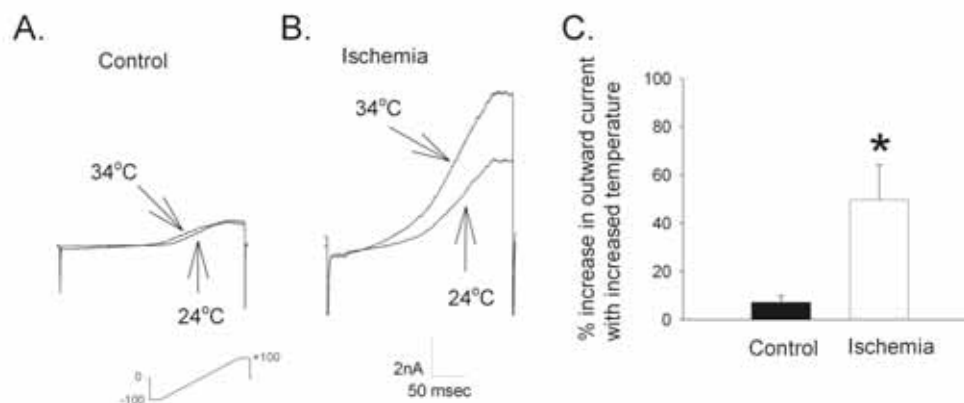 A.
Control
34°C
24°C
+100
0
-100
B.
Ischemia
34°C
24°C
2nA
50 msec
C.
% increase in outward current
with increased temperature
100
80
60
40
20
0
*
Control
Ischemia